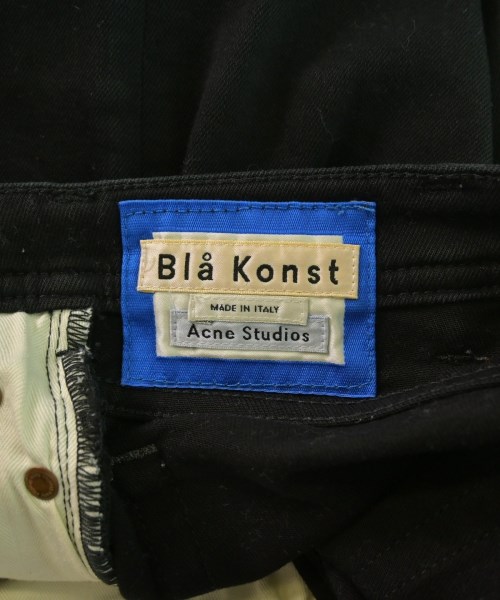 Blå Konst
MADE IN ITALY
Acne Studios